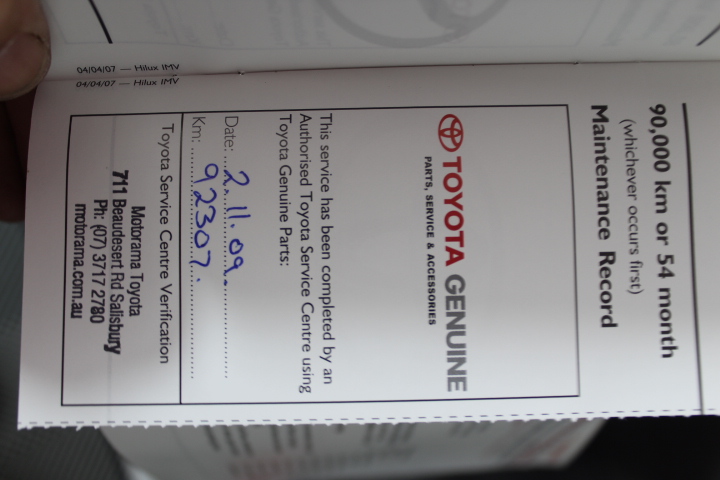 90,000 km or 54 month
(whichever occurs first)
Maintenance Record
TOYOTA GENUINE
PARTS, SERVICE & ACCESSORIES
This service has been completed by an
Authorised Toyota Service Centre using
Toyota Genuine Parts:
Date: 2.11.09.
Km: 92307.
Toyota Service Centre Verification
Motorama Toyota
711 Beaudesert Rd Salisbury
Ph: (07) 3717 2780
motorama.com.au
04/04/07 — Hilux IMV
04/04/07 — Hilux IMV